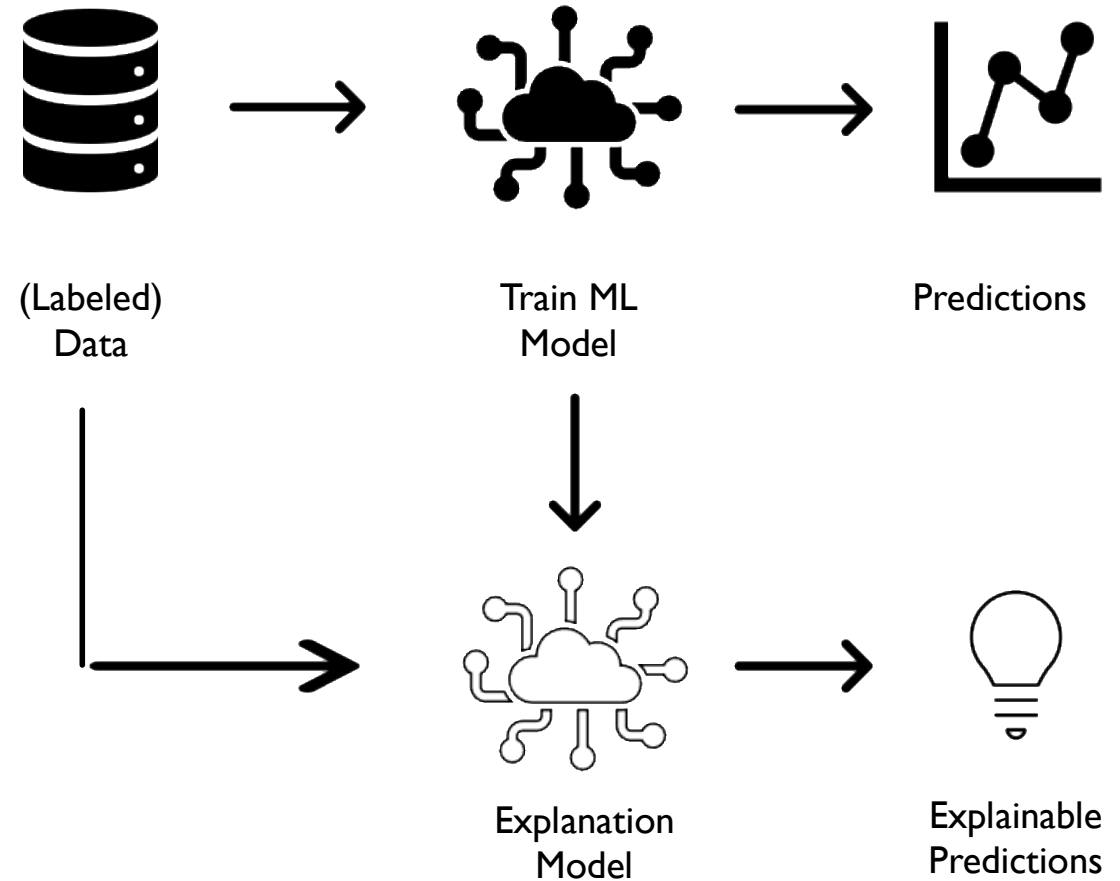 (Labeled)
Data
Train ML
Model
Predictions
Explanation
Model
Explainable
Predictions